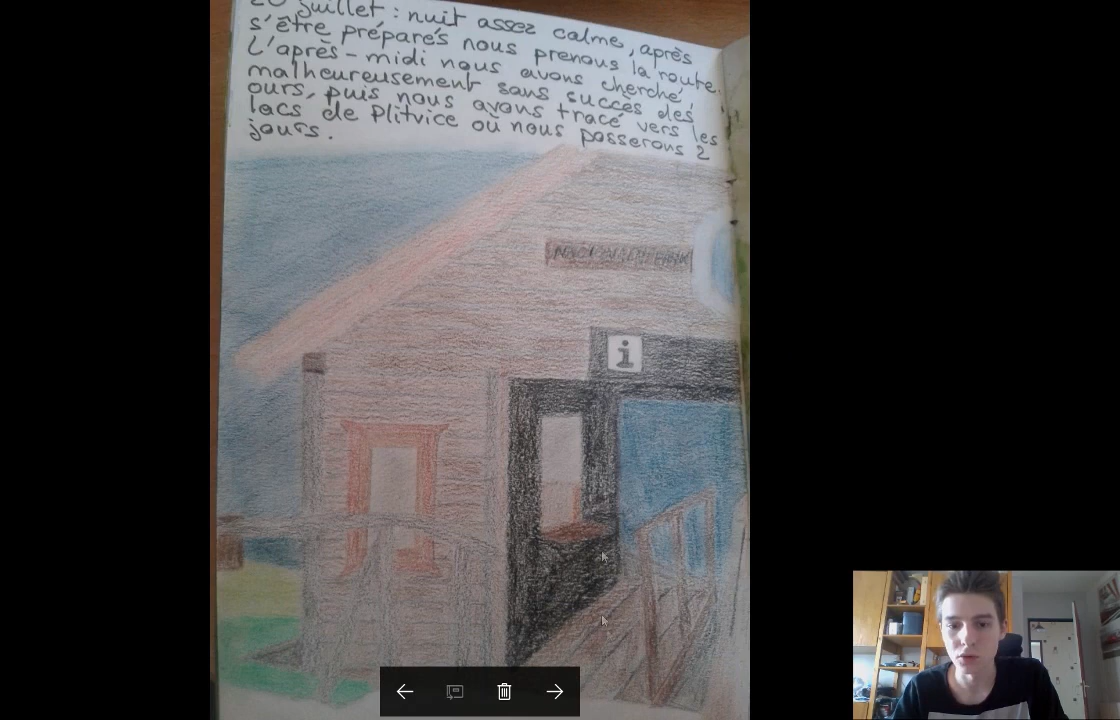 20 juillet : nuit assez calme, après
s'être préparés nous prenons la route.
L'après-midi nous avons cherché,
malheureusement sans succès des
ours, puis nous avons tracé vers les
lacs de Plitvice où nous passerons 2
jours.
i